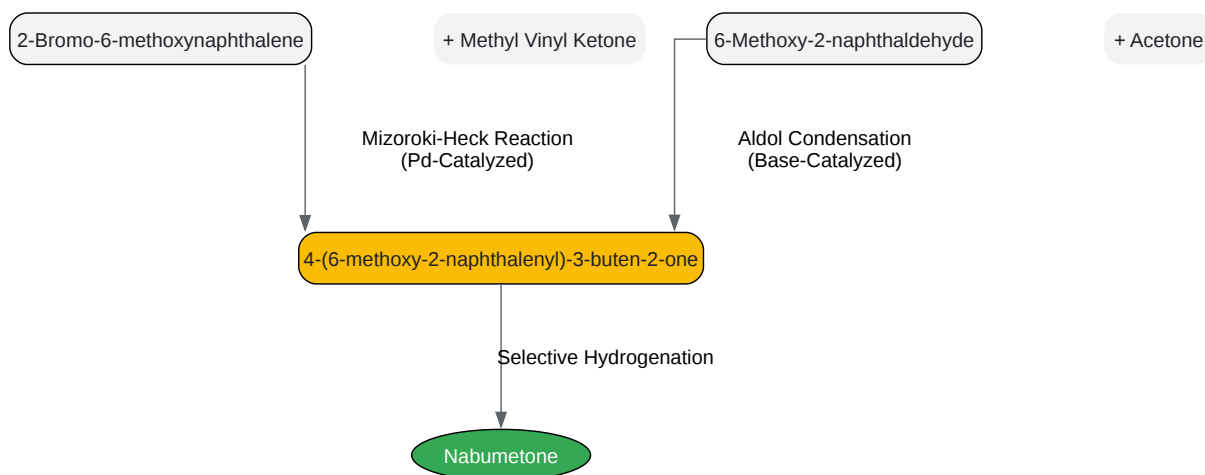 2-Bromo-6-methoxynaphthalene
+ Methyl Vinyl Ketone
6-Methoxy-2-naphthaldehyde
+ Acetone
Mizoroki-Heck Reaction
(Pd-Catalyzed)
Aldol Condensation
(Base-Catalyzed)
4-(6-methoxy-2-naphthalenyl)-3-buten-2-one
Selective Hydrogenation
Nabumetone